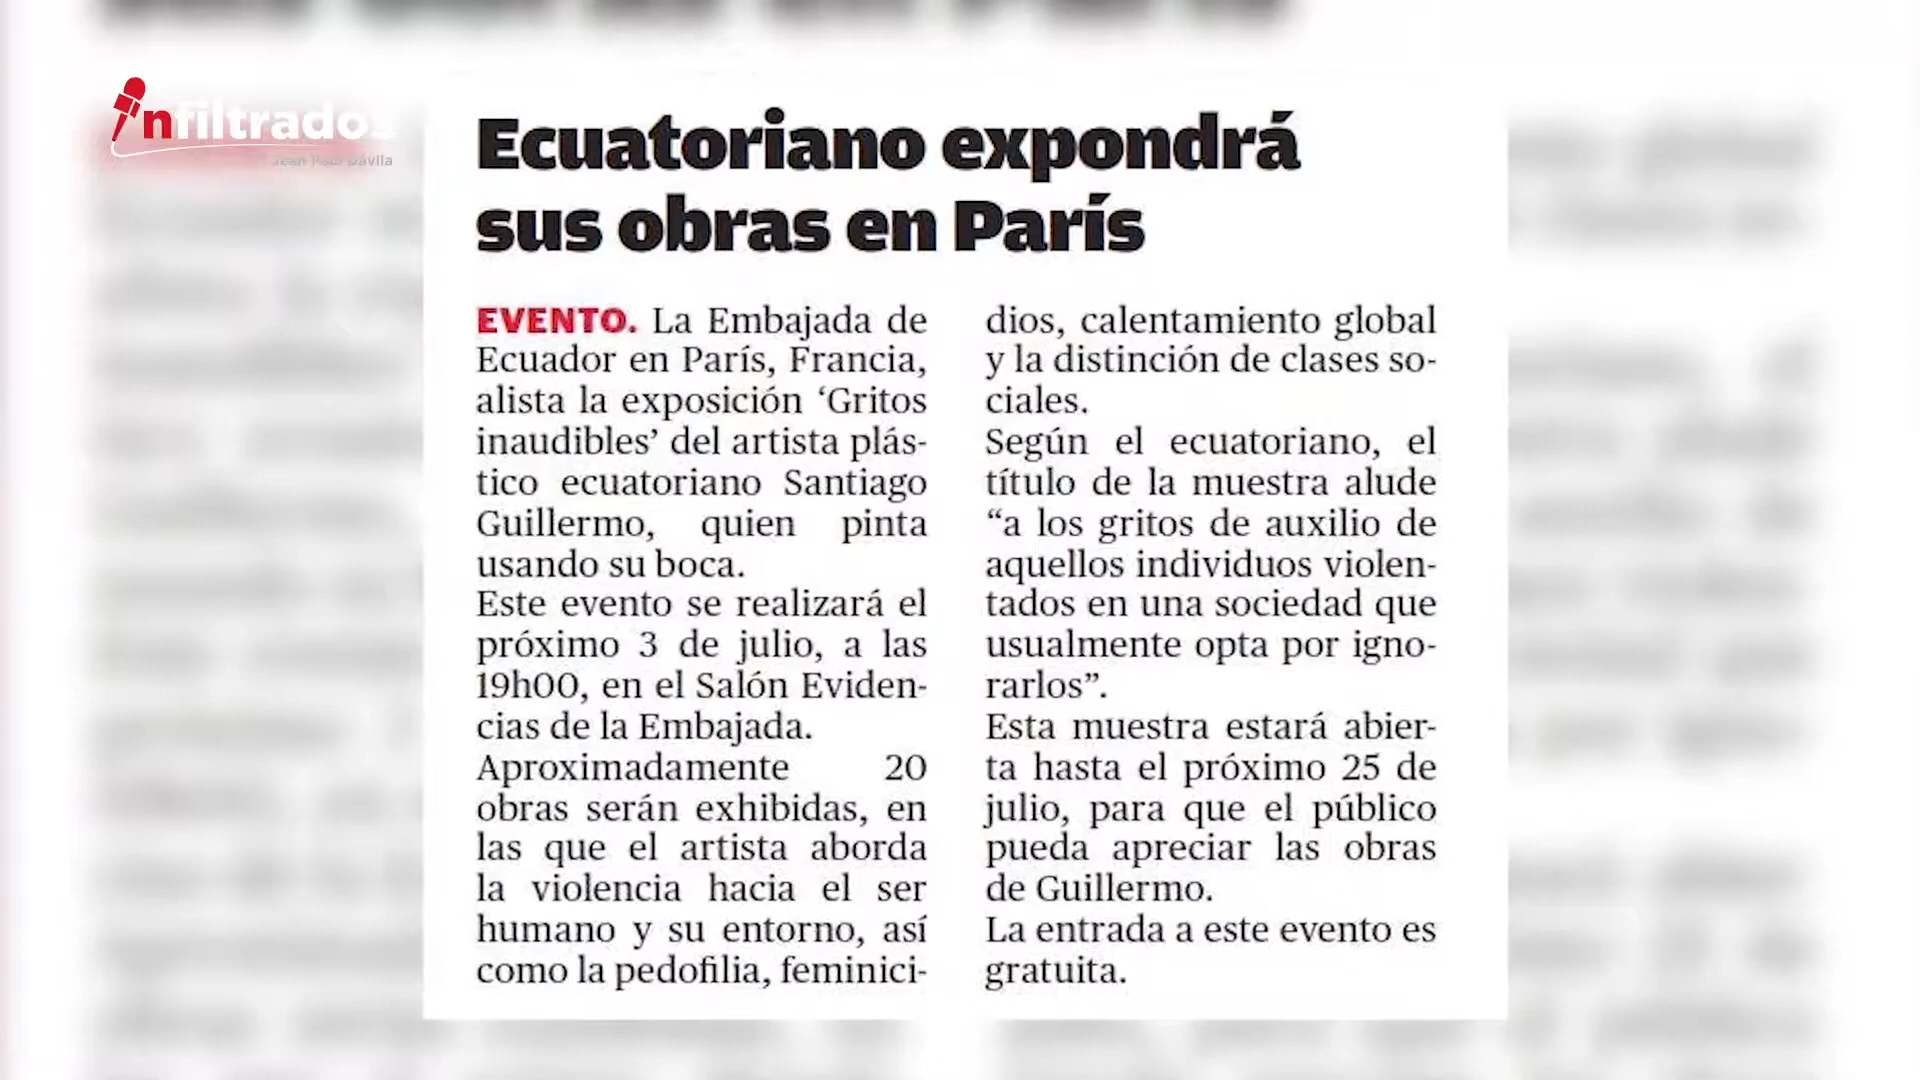 infiltrados
Jean Paul Dávila
Ecuatoriano expondrá
sus obras en París
EVENTO. La Embajada de
Ecuador en París, Francia,
alista la exposición ‘Gritos
inaudibles’ del artista plás-
tico ecuatoriano Santiago
Guillermo, quien pinta
usando su boca.
Este evento se realizará el
próximo 3 de julio, a las
19h00, en el Salón Eviden-
cias de la Embajada.
Aproximadamente 20
obras serán exhibidas, en
las que el artista aborda
la violencia hacia el ser
humano y su entorno, así
como la pedofilia, feminici-
dios, calentamiento global
y la distinción de clases so-
ciales.
Según el ecuatoriano, el
título de la muestra alude
“a los gritos de auxilio de
aquellos individuos violen-
tados en una sociedad que
usualmente opta por igno-
rarlos”.
Esta muestra estará abier-
ta hasta el próximo 25 de
julio, para que el público
pueda apreciar las obras
de Guillermo.
La entrada a este evento es
gratuita.